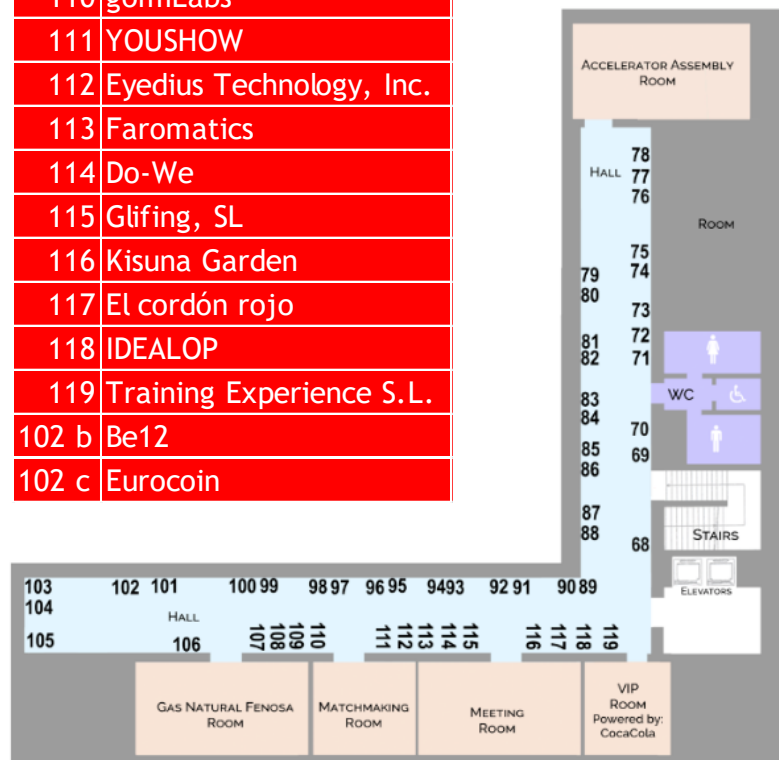 110 gormLabs
111 YOUSHOW
112 Eyedius Technology, Inc.
113 Faromatics
114 Do-We
115 Glifing, SL
116 Kisuna Garden
117 El cordón rojo
118 IDEALOP
119 Training Experience S.L.
102 b Be12
102 c Eurocoin
ACCELERATOR ASSEMBLY
ROOM
HALL
78
77
76
ROOM
75
74
79
80
73
72
71
81
82
WC
83
84
70
69
85
86
87
88
68
STAIRS
ELEVATORS
103
104
105
102 101 100 99 98 97 96 95 94 93 92 91 90 89
HALL
106 107 108 109 110 111 112 113 114 115 116 117 118 119
GAS NATURAL FENOSA
ROOM
MATCHMAKING
ROOM
MEETING
ROOM
VIP
ROOM
Powered by:
CocaCola